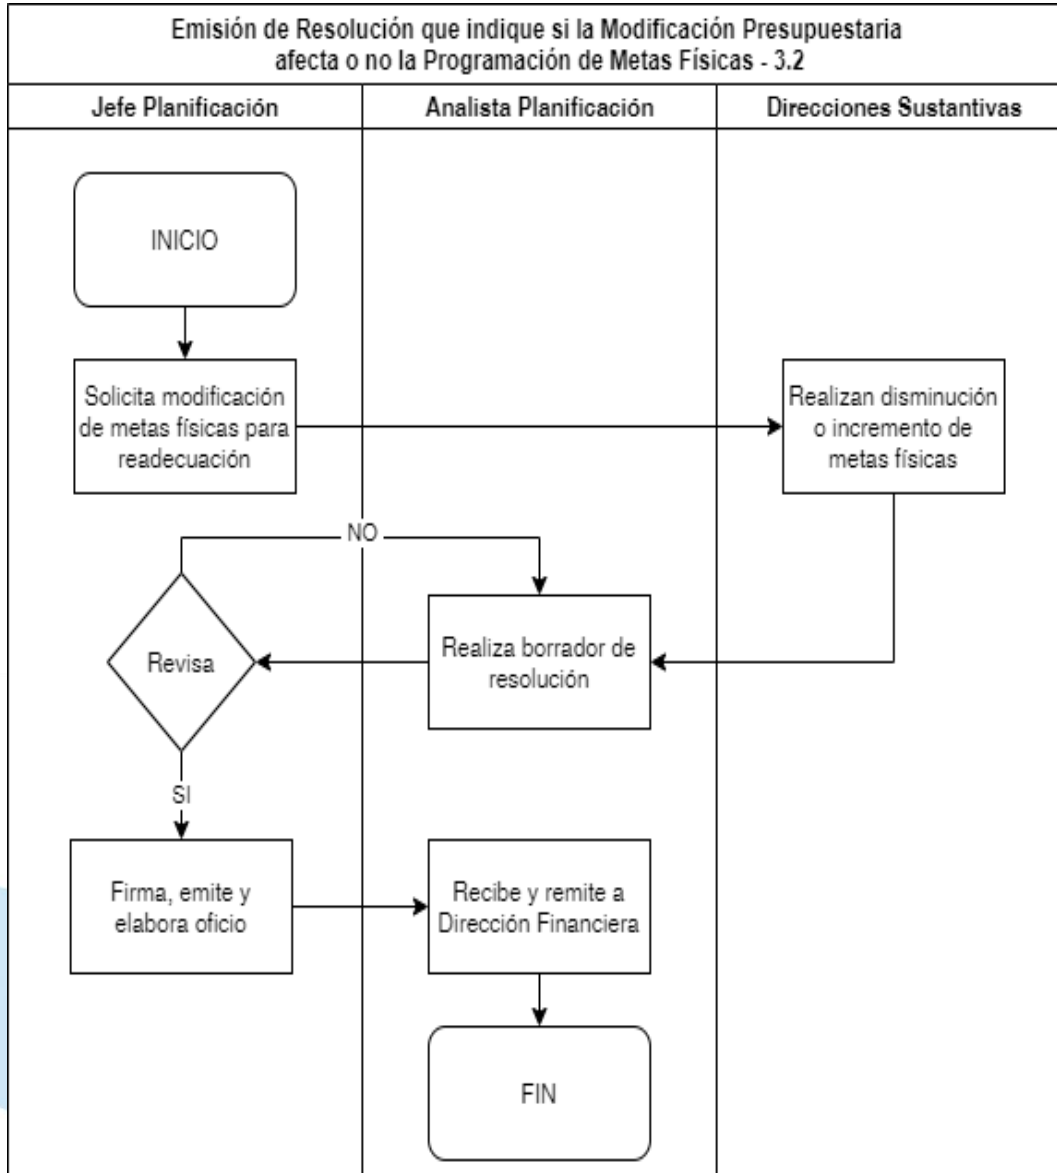 Emisión de Resolución que indique si la Modificación Presupuestaria
afecta o no la Programación de Metas Físicas - 3.2
Jefe Planificación
Analista Planificación
Direcciones Sustantivas
INICIO
Solicita modificación
de metas físicas para
readecuación
Realizan disminución
o incremento de
metas físicas
NO
Revisa
Realiza borrador de
resolución
SI
Firma, emite y
elabora oficio
Recibe y remite a
Dirección Financiera
FIN